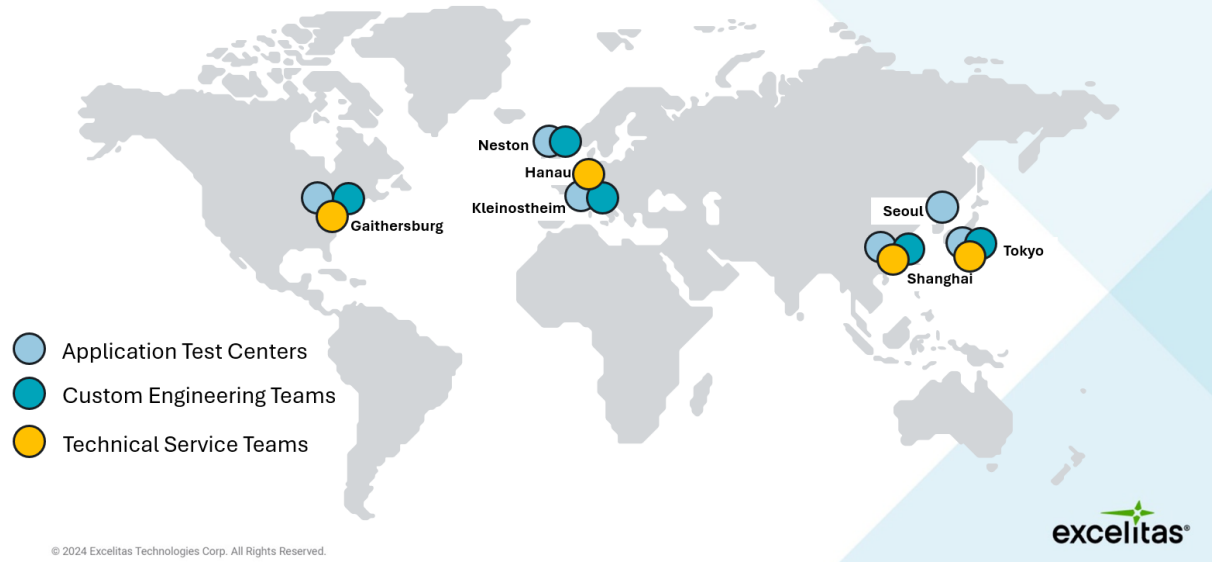 Neston
Hanau
Kleinostheim
Gaithersburg
Seoul
Tokyo
Shanghai
Application Test Centers
Custom Engineering Teams
Technical Service Teams
excelitas®
© 2024 Excelitas Technologies Corp. All Rights Reserved.